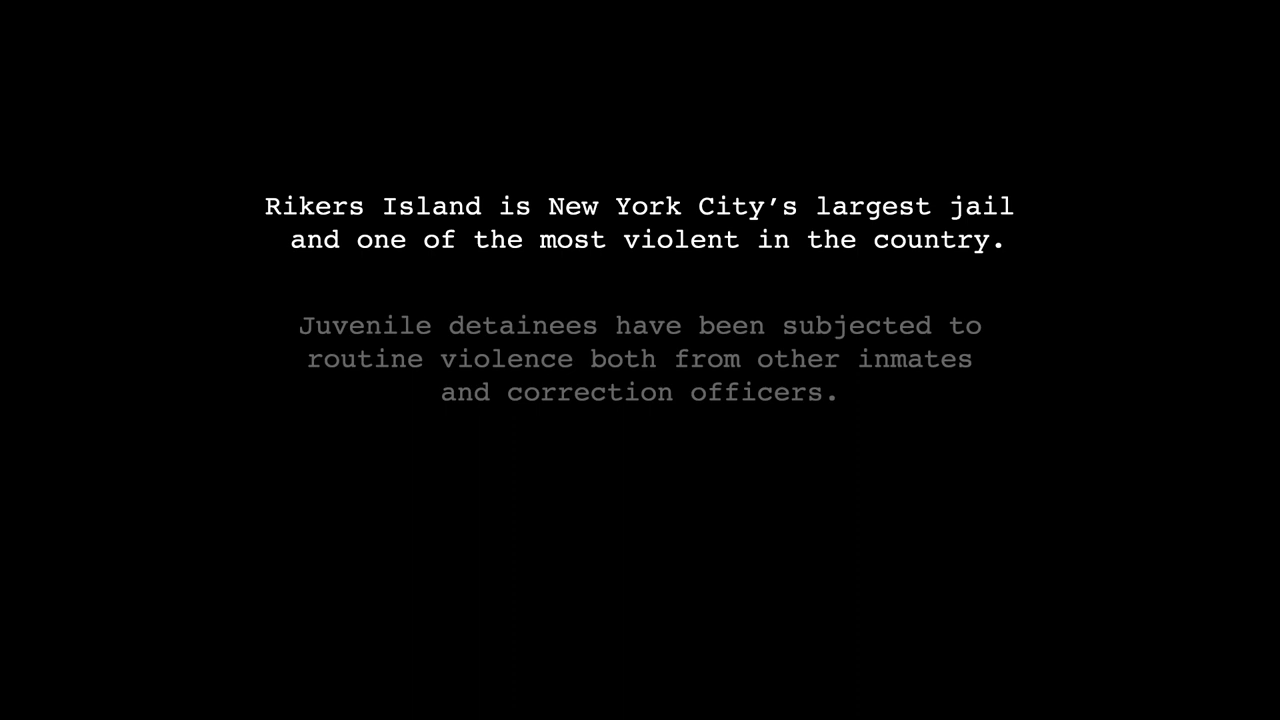 Rikers Island is New York City’s largest jail
and one of the most violent in the country.
Juvenile detainees have been subjected to
routine violence both from other inmates
and correction officers.